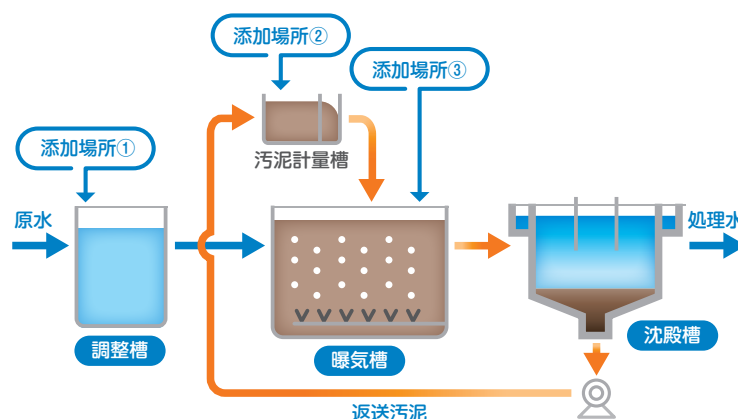 添加場所②
添加場所③
添加場所①
汚泥計量槽
原水
処理水
調整槽
曝気槽
沈殿槽
返送汚泥